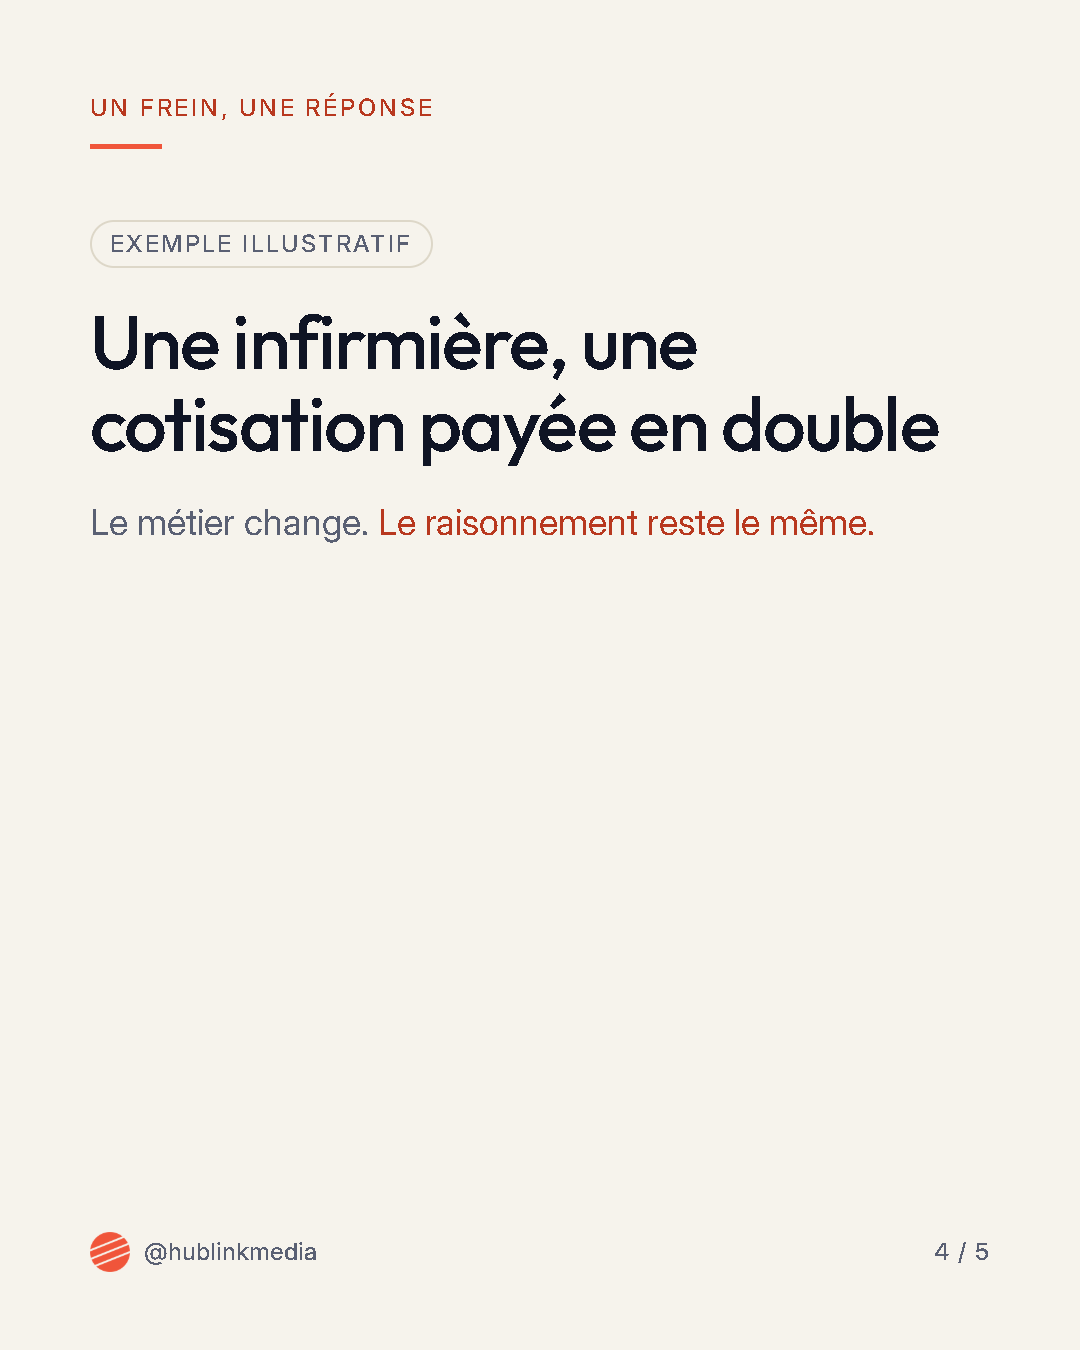 UN FREIN, UNE RÉPONSE
EXEMPLE ILLUSTRATIF
Une infirmière, une
cotisation payée en double
Le métier change. Le raisonnement reste le même.
@hublinkmedia
4 / 5